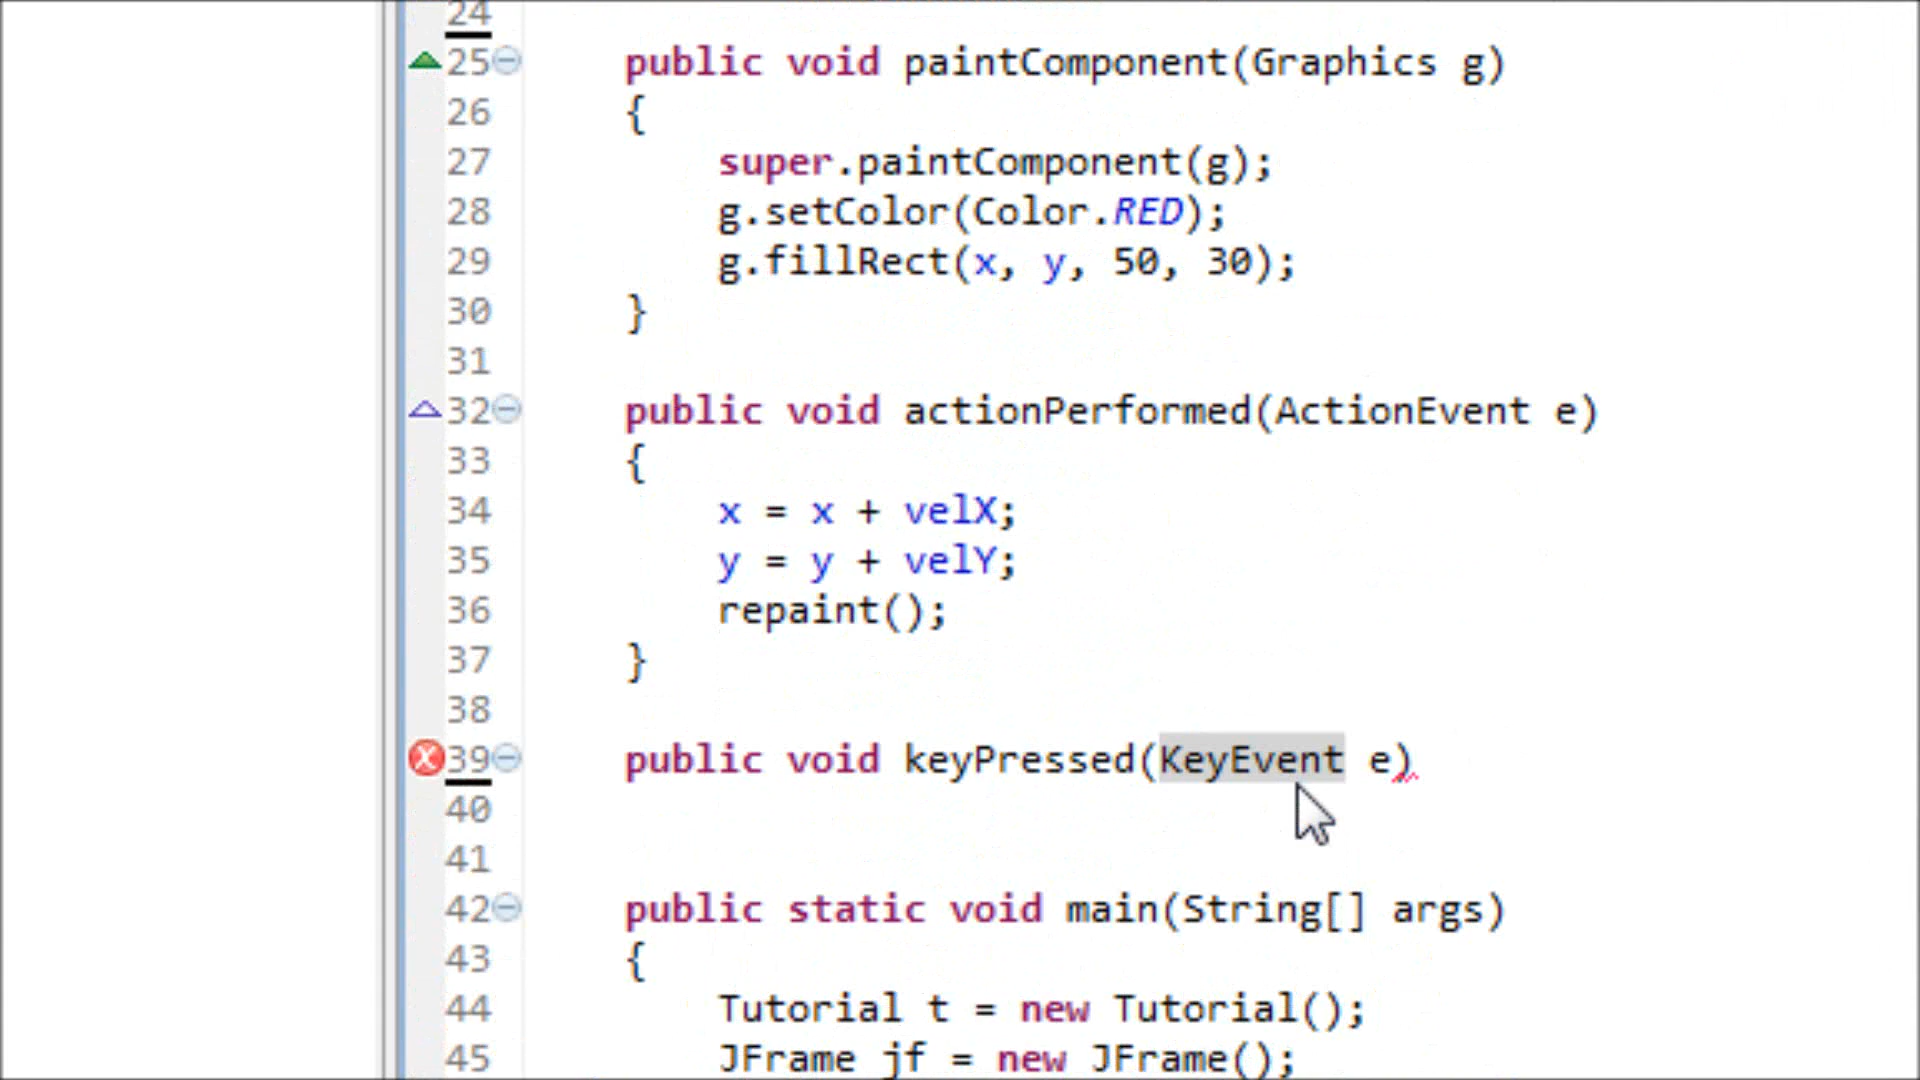 24
25 public void paintComponent(Graphics g)
26 {
27 super.paintComponent(g);
28 g.setColor(Color.RED);
29 g.fillRect(x, y, 50, 30);
30 }
31
32 public void actionPerformed(ActionEvent e)
33 {
34 x = x + velX;
35 y = y + velY;
36 repaint();
37 }
38
39 public void keyPressed(KeyEvent e)
40
41
42 public static void main(String[] args)
43 {
44 Tutorial t = new Tutorial();
45 JFrame jf = new JFrame();